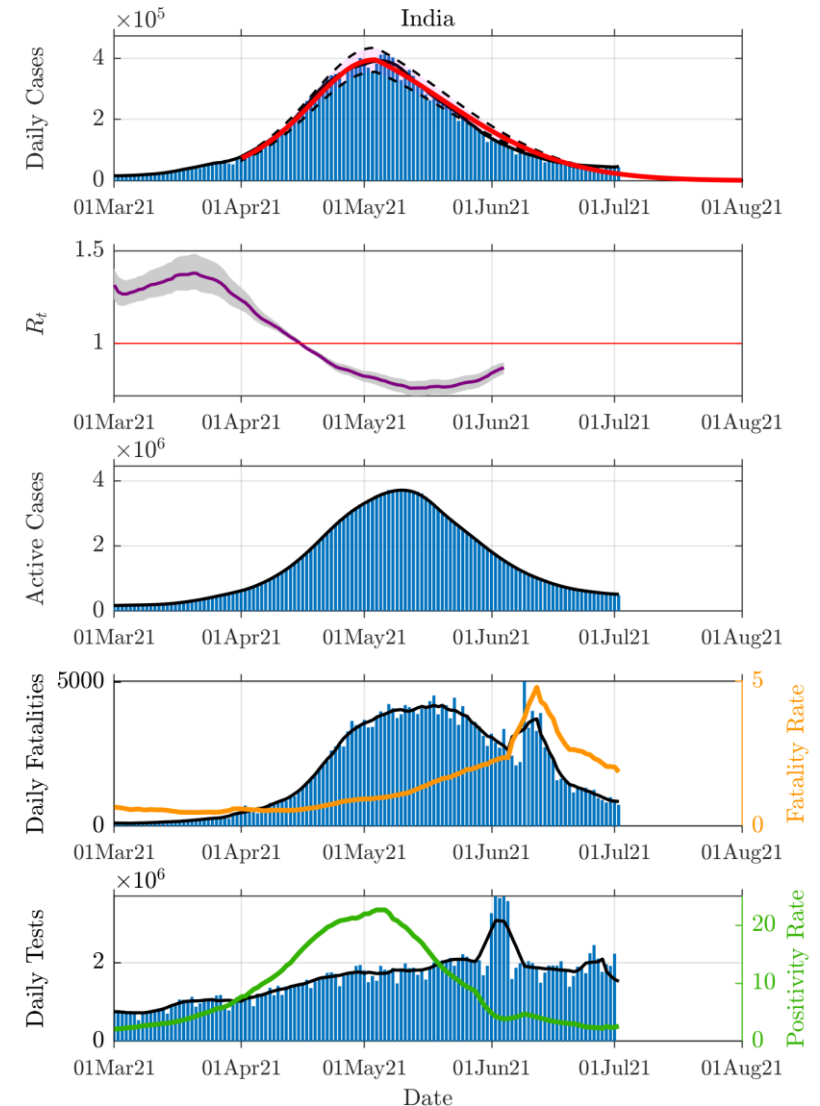 India
×10^5
Daily Cases
4
2
0
01Mar21 01Apr21 01May21 01Jun21 01Jul21 01Aug21
R_t
1.5
1
01Mar21 01Apr21 01May21 01Jun21 01Jul21 01Aug21
×10^6
Active Cases
4
2
0
01Mar21 01Apr21 01May21 01Jun21 01Jul21 01Aug21
Daily Fatalities
5000
0
5
0
Fatality Rate
01Mar21 01Apr21 01May21 01Jun21 01Jul21 01Aug21
×10^6
Daily Tests
2
0
20
10
0
Positivity Rate
01Mar21 01Apr21 01May21 01Jun21 01Jul21 01Aug21
Date